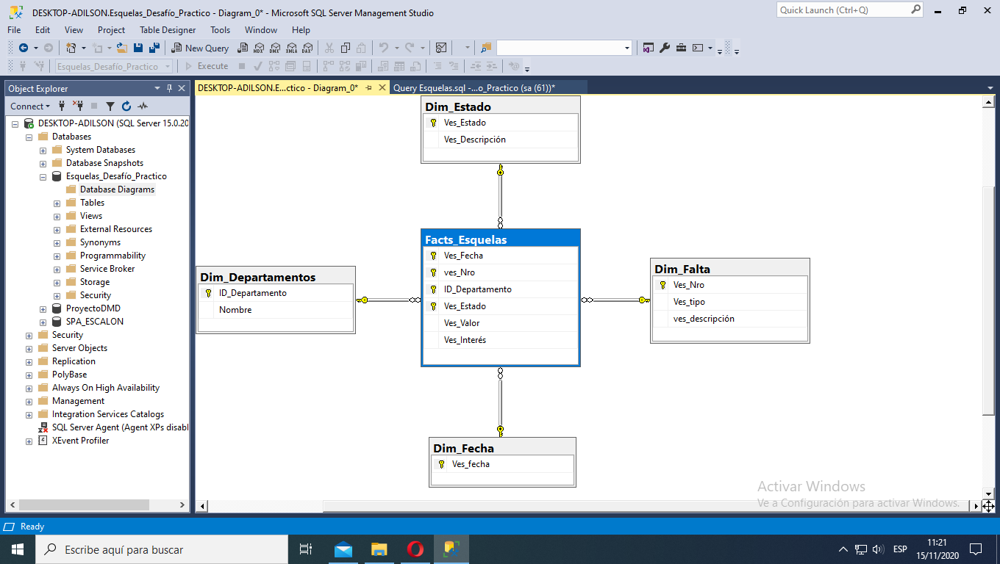 DESKTOP-ADILSON.Esquelas_Desafío_Practico - Diagram_0* - Microsoft SQL Server Management Studio
Quick Launch (Ctrl+Q)
File Edit View Project Table Designer Tools Window Help
New Query MDX DMX XMLA DAX
Esquelas_Desafío_Practico Execute
Object Explorer
DESKTOP-ADILSON.E...ctico - Diagram_0* Query Esquelas.sql -...o_Practico (sa (61))*
Connect
DESKTOP-ADILSON (SQL Server 15.0.20
Databases
System Databases
Database Snapshots
Esquelas_Desafío_Practico
Database Diagrams
Tables
Views
External Resources
Synonyms
Programmability
Service Broker
Storage
Security
ProyectoDMD
SPA_ESCALON
Security
Server Objects
Replication
PolyBase
Always On High Availability
Management
Integration Services Catalogs
SQL Server Agent (Agent XPs disabl
XEvent Profiler
Dim_Estado
Ves_Estado
Ves_Descripción
Facts_Esquelas
Ves_Fecha
ves_Nro
ID_Departamento
Ves_Estado
Ves_Valor
Ves_Interés
Dim_Departamentos
ID_Departamento
Nombre
Dim_Falta
Ves_Nro
Ves_tipo
ves_descripción
Dim_Fecha
Ves_fecha
Activar Windows
Ve a Configuración para activar Windows.
Ready
Escribe aquí para buscar
ESP
11:21
15/11/2020